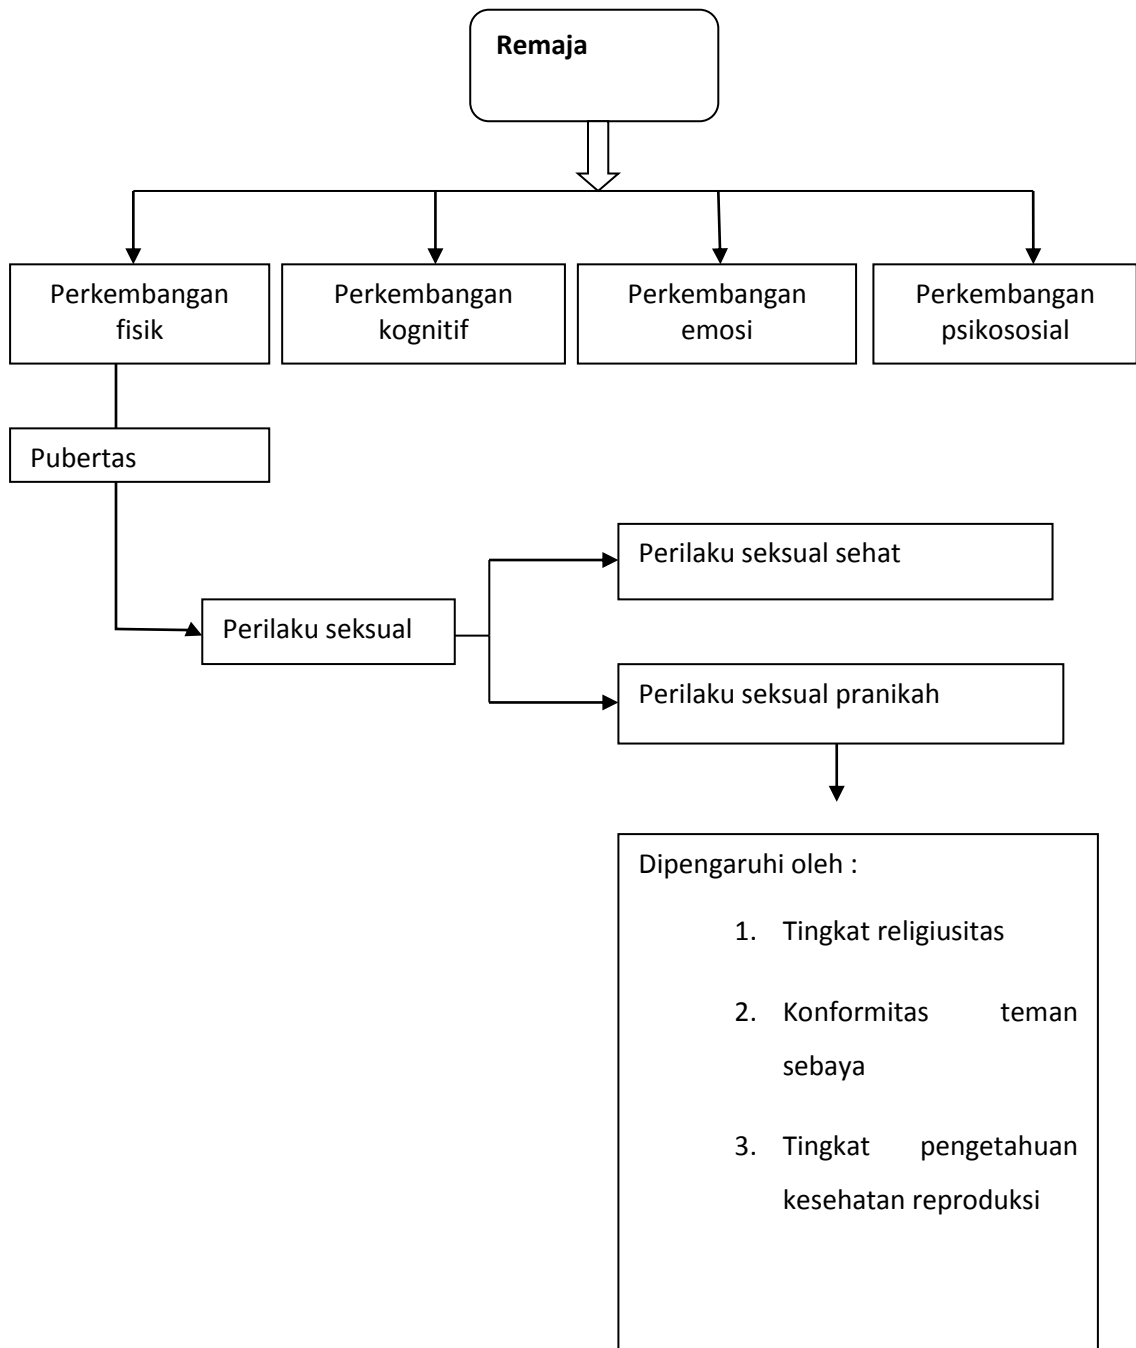 Remaja
Perkembangan
fisik
Perkembangan
kognitif
Perkembangan
emosi
Perkembangan
psikososial
Pubertas
Perilaku seksual sehat
Perilaku seksual
Perilaku seksual pranikah
Dipengaruhi oleh :
1. Tingkat religiusitas
2. Konformitas teman
sebaya
3. Tingkat pengetahuan
kesehatan reproduksi